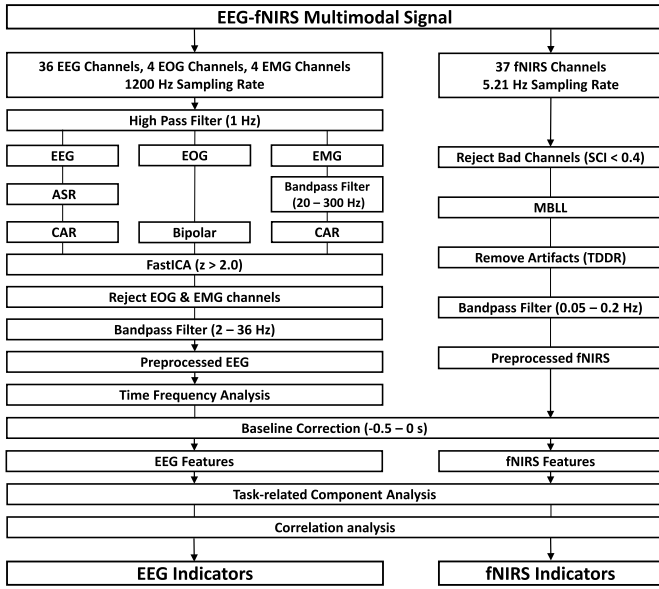 EEG-fNIRS Multimodal Signal
36 EEG Channels, 4 EOG Channels, 4 EMG Channels
1200 Hz Sampling Rate
37 fNIRS Channels
5.21 Hz Sampling Rate
High Pass Filter (1 Hz)
EEG
EOG
EMG
Reject Bad Channels (SCI < 0.4)
ASR
Bandpass Filter
(20 – 300 Hz)
MBLL
CAR
Bipolar
CAR
Remove Artifacts (TDDR)
FastICA (z > 2.0)
Reject EOG & EMG channels
Bandpass Filter (0.05 – 0.2 Hz)
Bandpass Filter (2 – 36 Hz)
Preprocessed EEG
Preprocessed fNIRS
Time Frequency Analysis
Baseline Correction (-0.5 – 0 s)
EEG Features
fNIRS Features
Task-related Component Analysis
Correlation analysis
EEG Indicators
fNIRS Indicators